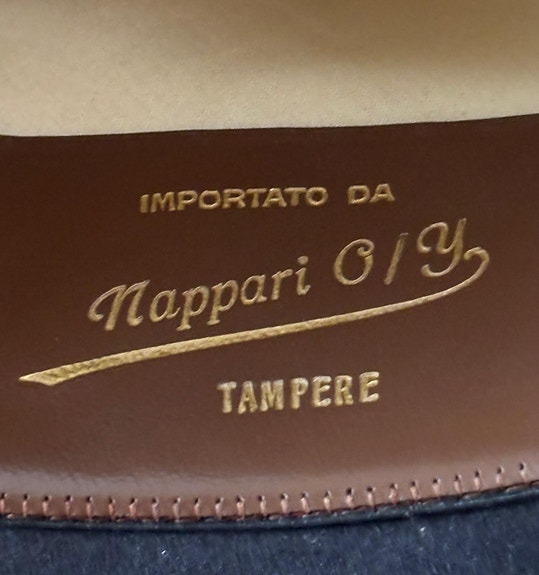 IMPORTATO DA
Nappari O/Y
TAMPERE